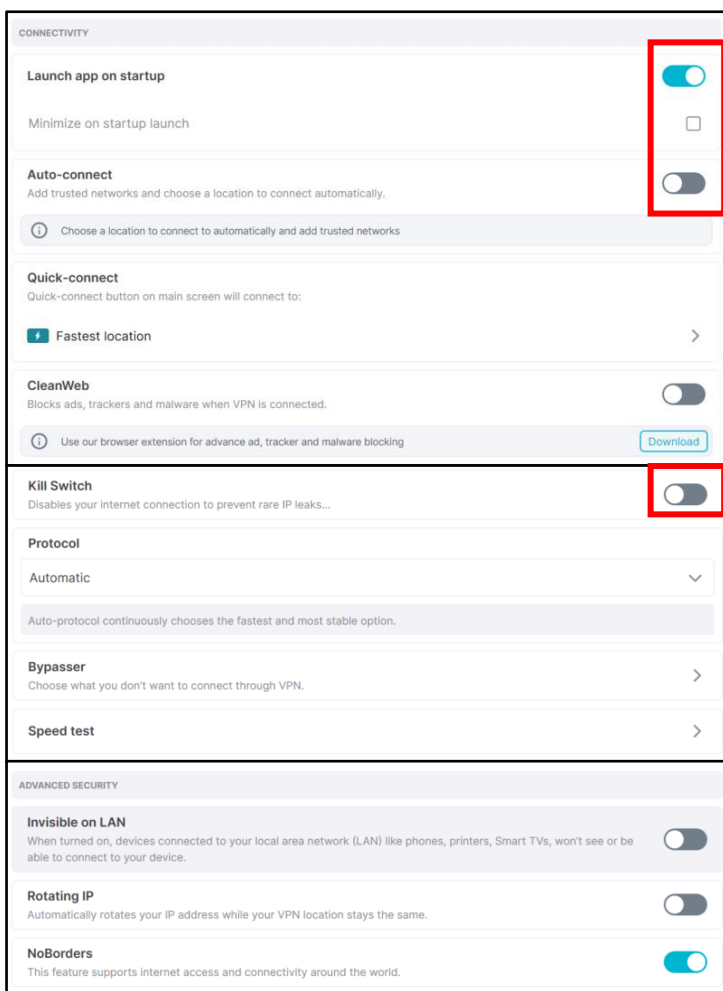 CONNECTIVITY
Launch app on startup
Minimize on startup launch
Auto-connect
Add trusted networks and choose a location to connect automatically.
Choose a location to connect to automatically and add trusted networks
Quick-connect
Quick-connect button on main screen will connect to:
Fastest location
CleanWeb
Blocks ads, trackers and malware when VPN is connected.
Use our browser extension for advance ad, tracker and malware blocking
Download
Kill Switch
Disables your internet connection to prevent rare IP leaks...
Protocol
Automatic
Auto-protocol continuously chooses the fastest and most stable option.
Bypasser
Choose what you don't want to connect through VPN.
Speed test
ADVANCED SECURITY
Invisible on LAN
When turned on, devices connected to your local area network (LAN) like phones, printers, Smart TVs, won't see or be
able to connect to your device.
Rotating IP
Automatically rotates your IP address while your VPN location stays the same.
NoBorders
This feature supports internet access and connectivity around the world.